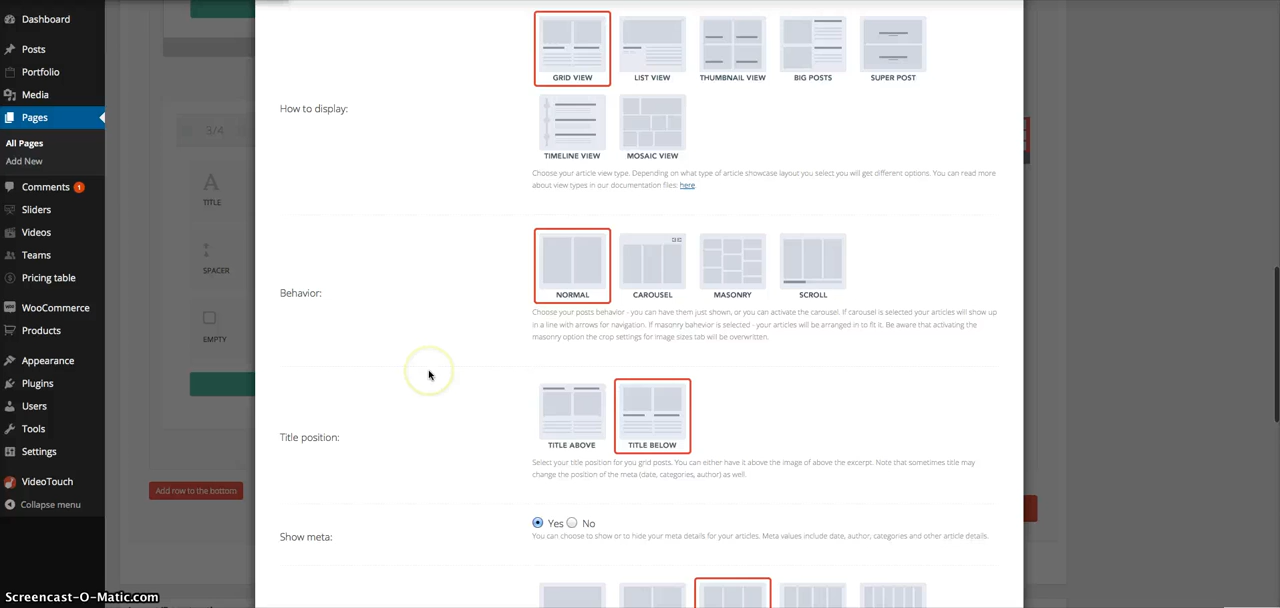 Dashboard
Posts
Portfolio
Media
Pages
All Pages
Add New
Comments 1
Sliders
Videos
Teams
Pricing table
WooCommerce
Products
Appearance
Plugins
Users
Tools
Settings
VideoTouch
Collapse menu
3/4
TITLE
SPACER
EMPTY
Add row to the bottom
How to display:
GRID VIEW
LIST VIEW
THUMBNAIL VIEW
BIG POSTS
SUPER POST
TIMELINE VIEW
MOSAIC VIEW
Choose your article view type. Depending on what type of article showcase layout you select you will get different options. You can read more
about view types in our documentation files: here
Behavior:
NORMAL
CAROUSEL
MASONRY
SCROLL
Choose your posts behavior - you can have them just shown, or you can activate the carousel. If carousel is selected your articles will show up
in a line with arrows for navigation. If masonry bahevior is selected - your articles will be arranged in to fit it. Be aware that activating the
masonry option the crop settings for image sizes tab will be overwritten.
Title position:
TITLE ABOVE
TITLE BELOW
Select your title position for you grid posts. You can either have it above the image of above the excerpt. Note that sometimes title may
change the position of the meta (date, categories, author) as well.
Show meta:
Yes No
You can choose to show or to hide your meta details for your articles. Meta values include date, author, categories and other article details.
Screencast-O-Matic.com